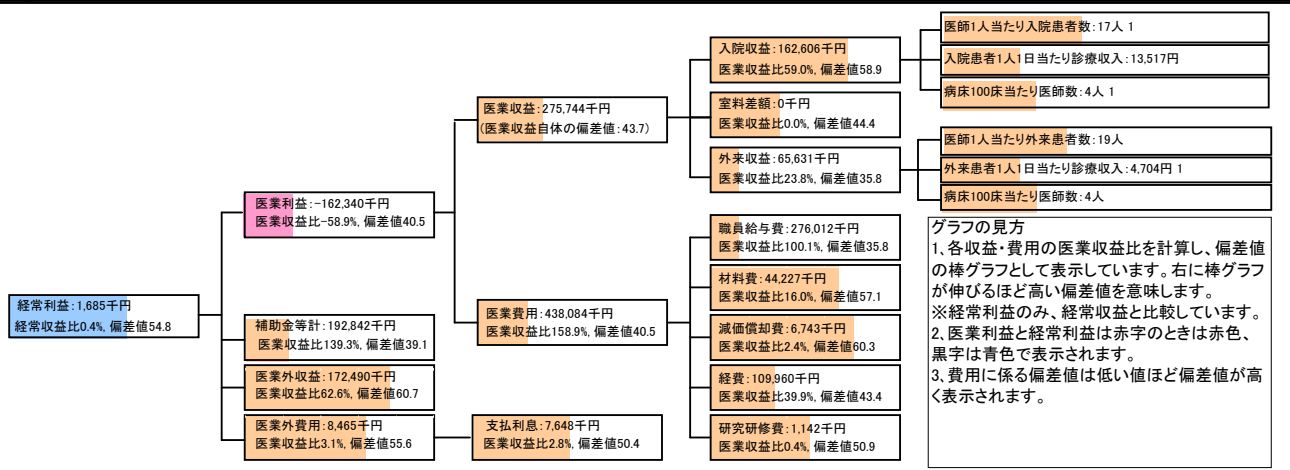 経常利益：1,685千円
経常収比0.4%, 偏差値54.8
医業利益：-162,340千円
医業収益比-58.9%, 偏差値40.5
補助金等計：192,842千円
医業収益比139.3%, 偏差値39.1
医業外収益：172,490千円
医業収益比62.6%, 偏差値60.7
医業外費用：8,465千円
医業収益比3.1%, 偏差値55.6
医業収益：275,744千円
(医業収益自体の偏差値：43.7)
医業費用：438,084千円
医業収益比158.9%, 偏差値40.5
支払利息：7,648千円
医業収益比2.8%, 偏差値50.4
入院収益：162,606千円
医業収益比59.0%, 偏差値58.9
室料差額：0千円
医業収益比0.0%, 偏差値44.4
外来収益：65,631千円
医業収益比23.8%, 偏差値35.8
職員給与費：276,012千円
医業収益比100.1%, 偏差値35.8
材料費：44,227千円
医業収益比16.0%, 偏差値57.1
減価償却費：6,743千円
医業収益比2.4%, 偏差値60.3
経費：109,960千円
医業収益比39.9%, 偏差値43.4
研究研修費：1,142千円
医業収益比0.4%, 偏差値50.9
医師1人当たり入院患者数：17人 1
入院患者1人1日当たり診療収入：13,517円
病床100床当たり医師数：4人 1
医師1人当たり外来患者数：19人
外来患者1人1日当たり診療収入：4,704円 1
病床100床当たり医師数：4人
グラフの見方
1、各収益・費用の医業収益比を計算し、偏差値
の棒グラフとして表示しています。右に棒グラフ
が伸びるほど高い偏差値を意味します。
※経常利益のみ、経常収益と比較しています。
2、医業利益と経常利益は赤字のときは赤色、
黒字は青色で表示されます。
3、費用に係る偏差値は低い値ほど偏差値が高
く表示されます。